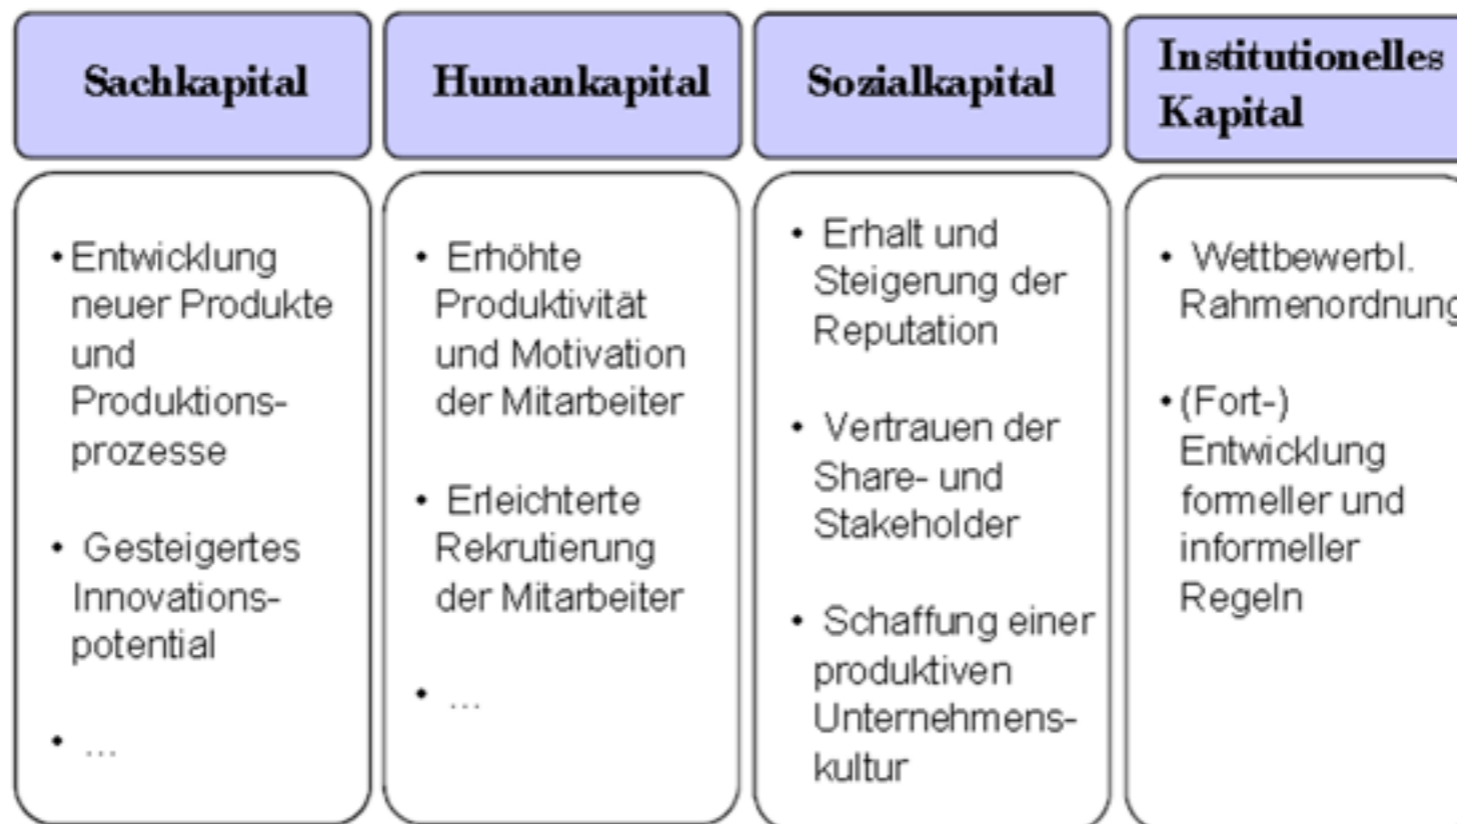 Sachkapital
• Entwicklung
neuer Produkte
und
Produktions-
prozesse
• Gesteigertes
Innovations-
potential
• ...
Humankapital
• Erhöhte
Produktivität
und Motivation
der Mitarbeiter
• Erleichterte
Rekrutierung
der Mitarbeiter
• ...
Sozialkapital
• Erhalt und
Steigerung der
Reputation
• Vertrauen der
Share- und
Stakeholder
• Schaffung einer
produktiven
Unternehmens-
kultur
Institutionelles
Kapital
• Wettbewerbl.
Rahmenordnung
• (Fort-)
Entwicklung
formeller und
informeller
Regeln